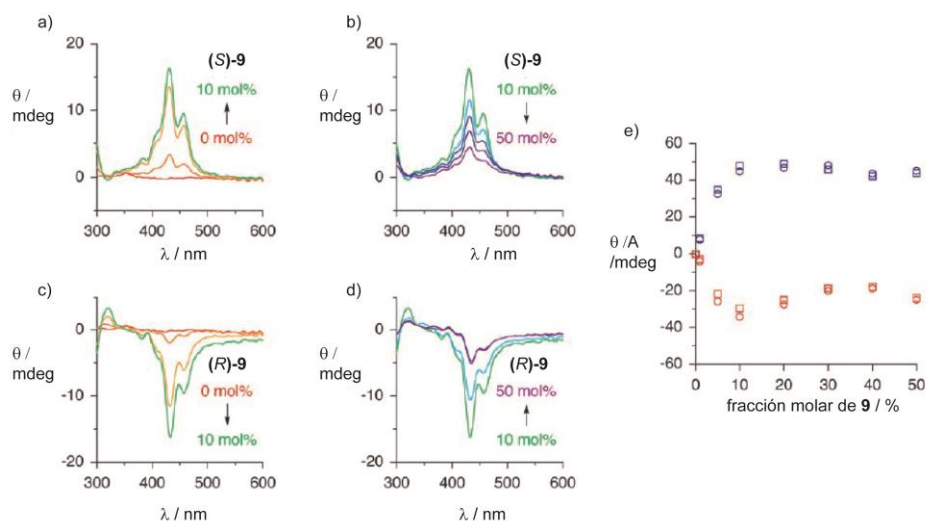 a)
20
(S)-9
θ /
mdeg
10 mol%
10
0 mol%
0
300 400 500 600
λ / nm
b)
20
(S)-9
θ /
mdeg
10 mol%
10
50 mol%
0
300 400 500 600
λ / nm
c)
0
θ /
mdeg
(R)-9
0 mol%
-10
10 mol%
-20
300 400 500 600
λ / nm
d)
0
θ /
mdeg
(R)-9
50 mol%
-10
10 mol%
-20
300 400 500 600
λ / nm
e)
60
40
20
θ /A
/mdeg
0
-20
-40
-60
0 10 20 30 40 50
fracción molar de 9 / %